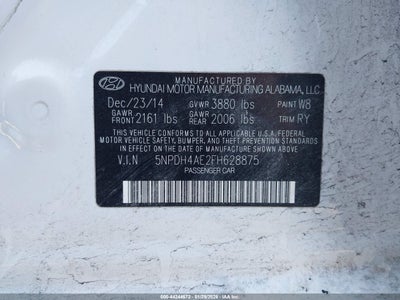 MANUFACTURED BY
HYUNDAI MOTOR MANUFACTURING ALABAMA, LLC.
Dec/23/14 GVWR 3880 lbs PAINT W8
GAWR FRONT 2161 lbs GAWR REAR 2006 lbs TRIM RY
THIS VEHICLE CONFORMS TO ALL APPLICABLE U.S. FEDERAL
MOTOR VEHICLE SAFETY, BUMPER, AND THEFT PREVENTION STANDARDS
IN EFFECT ON THE DATE OF MANUFACTURE SHOWN ABOVE.
V.I.N 5NPDH4AE2FH628875
PASSENGER CAR